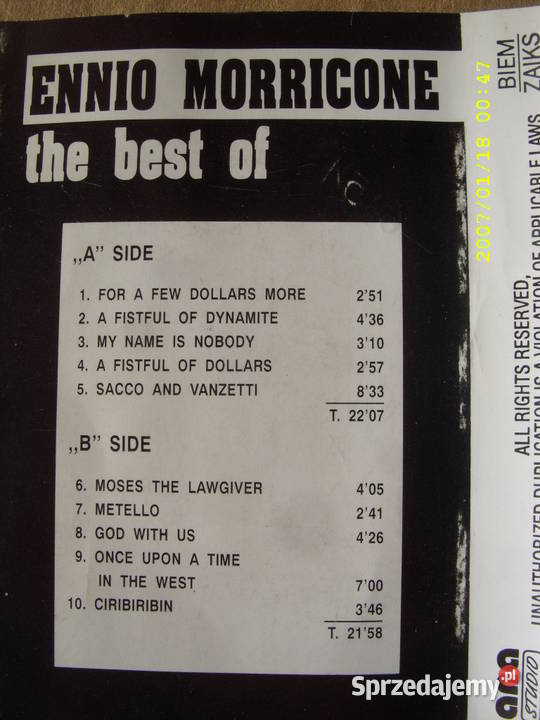 ENNIO MORRICONE
the best of
„A” SIDE
1. FOR A FEW DOLLARS MORE 2'51
2. A FISTFUL OF DYNAMITE 4'36
3. MY NAME IS NOBODY 3'10
4. A FISTFUL OF DOLLARS 2'57
5. SACCO AND VANZETTI 8'33
T. 22'07
„B” SIDE
6. MOSES THE LAWGIVER 4'05
7. METELLO 2'41
8. GOD WITH US 4'26
9. ONCE UPON A TIME
IN THE WEST 7'00
10. CIRIBIRIBIN 3'46
T. 21'58
2007/01/18 00:47
BIEM
ZAIKS
ALL RIGHTS RESERVED,
UNAUTHORIZED DUPLICATION IS A VIOLATION OF APPLICABLE LAWS
STUDIO
Sprzedajemy.pl